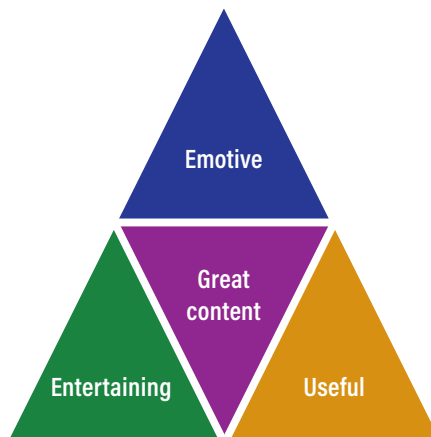 Emotive
Great
content
Entertaining
Useful